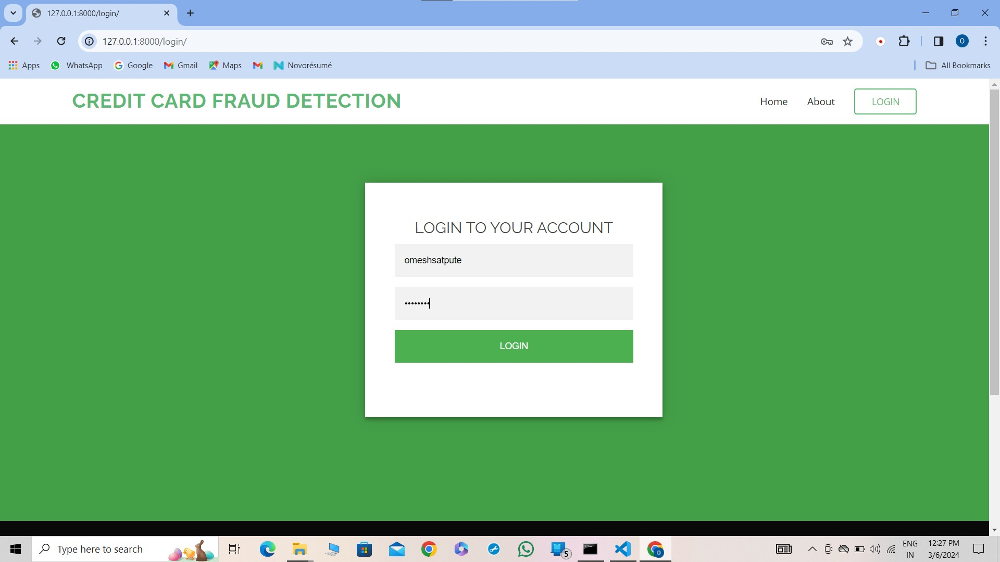 127.0.0.1:8000/login/
127.0.0.1:8000/login/
O
Apps WhatsApp Google Gmail Maps Novorésumé All Bookmarks
CREDIT CARD FRAUD DETECTION Home About LOGIN
LOGIN TO YOUR ACCOUNT
omeshsatpute
••••••••
LOGIN
Type here to search
5
O
ENG
IN
12:27 PM
3/6/2024